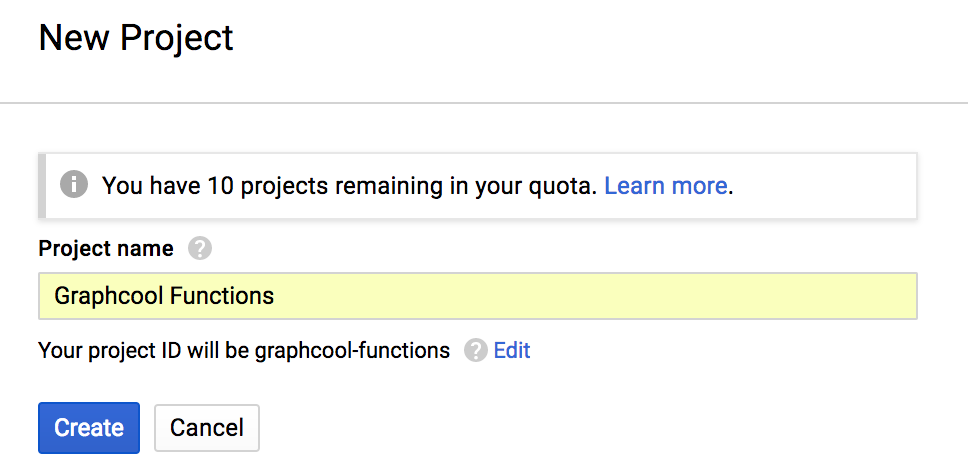 New Project
You have 10 projects remaining in your quota. Learn more.
Project name
Graphcool Functions
Your project ID will be graphcool-functions Edit
Create Cancel